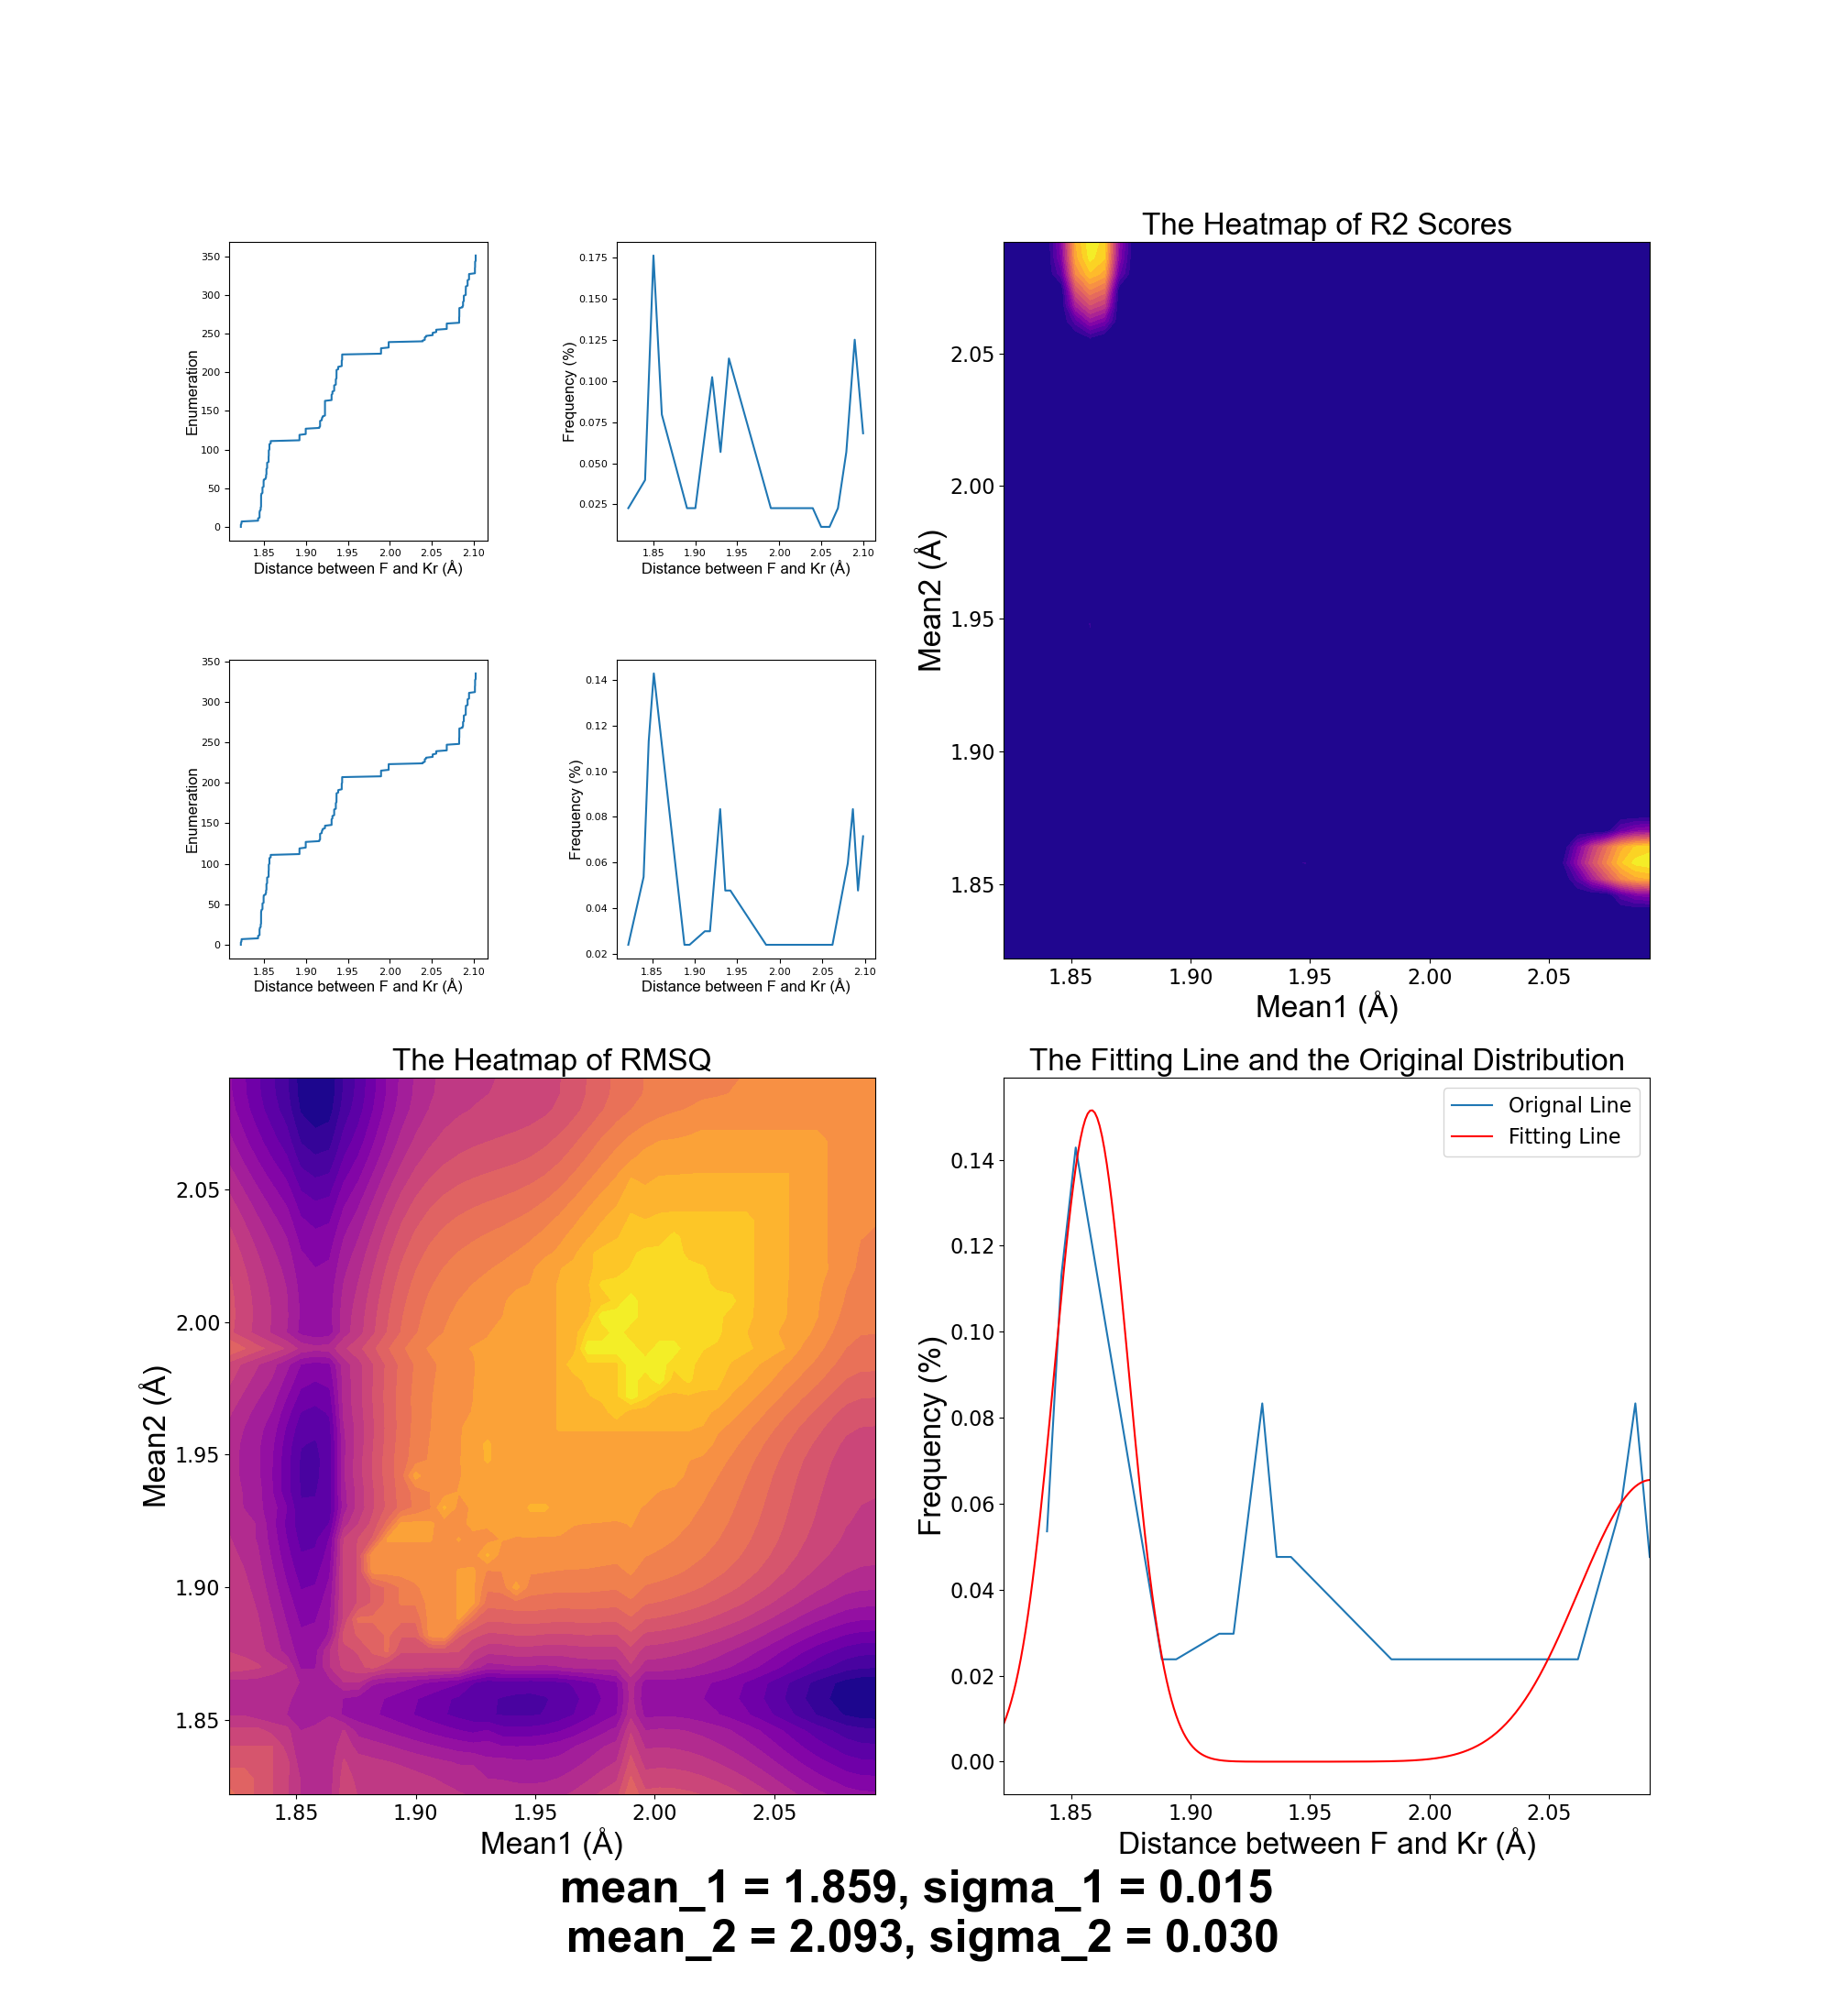 350
300
250
200
150
100
50
0
Enumeration
1.85 1.90 1.95 2.00 2.05 2.10
Distance between F and Kr (Å)
0.175
0.150
0.125
0.100
0.075
0.050
0.025
Frequency (%)
1.85 1.90 1.95 2.00 2.05 2.10
Distance between F and Kr (Å)
The Heatmap of R2 Scores
2.05
2.00
1.95
1.90
1.85
Mean2 (Å)
1.85 1.90 1.95 2.00 2.05
Mean1 (Å)
350
300
250
200
150
100
50
0
Enumeration
1.85 1.90 1.95 2.00 2.05 2.10
Distance between F and Kr (Å)
0.14
0.12
0.10
0.08
0.06
0.04
0.02
Frequency (%)
1.85 1.90 1.95 2.00 2.05 2.10
Distance between F and Kr (Å)
The Heatmap of RMSQ
2.05
2.00
1.95
1.90
1.85
Mean2 (Å)
1.85 1.90 1.95 2.00 2.05
Mean1 (Å)
The Fitting Line and the Original Distribution
Orignal Line
Fitting Line
0.14
0.12
0.10
0.08
0.06
0.04
0.02
0.00
Frequency (%)
1.85 1.90 1.95 2.00 2.05
Distance between F and Kr (Å)
mean_1 = 1.859, sigma_1 = 0.015
mean_2 = 2.093, sigma_2 = 0.030